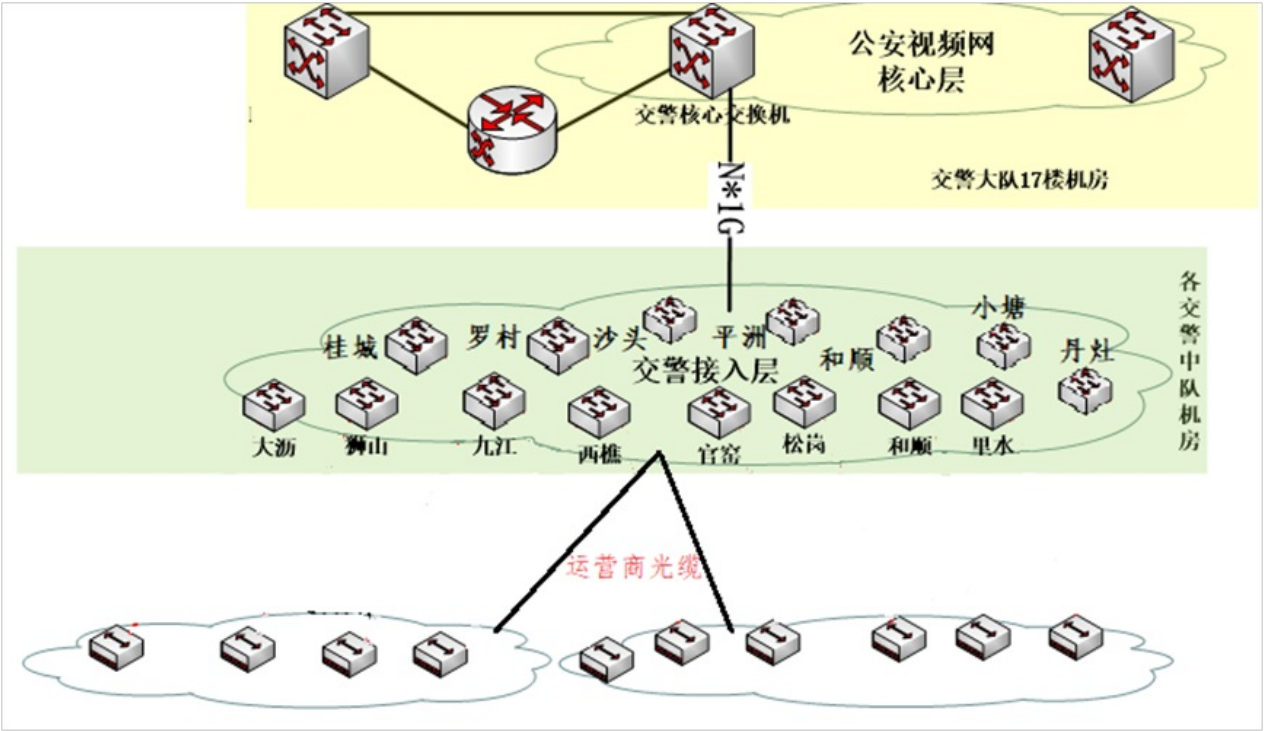 公安视频网
核心层
交警核心交换机
交警大队17楼机房
N*1G
各交警中队机房
小塘
桂城
罗村
沙头
平洲
和顺
丹灶
交警接入层
大沥
狮山
九江
西樵
官窑
松岗
和顺
里水
运营商光缆